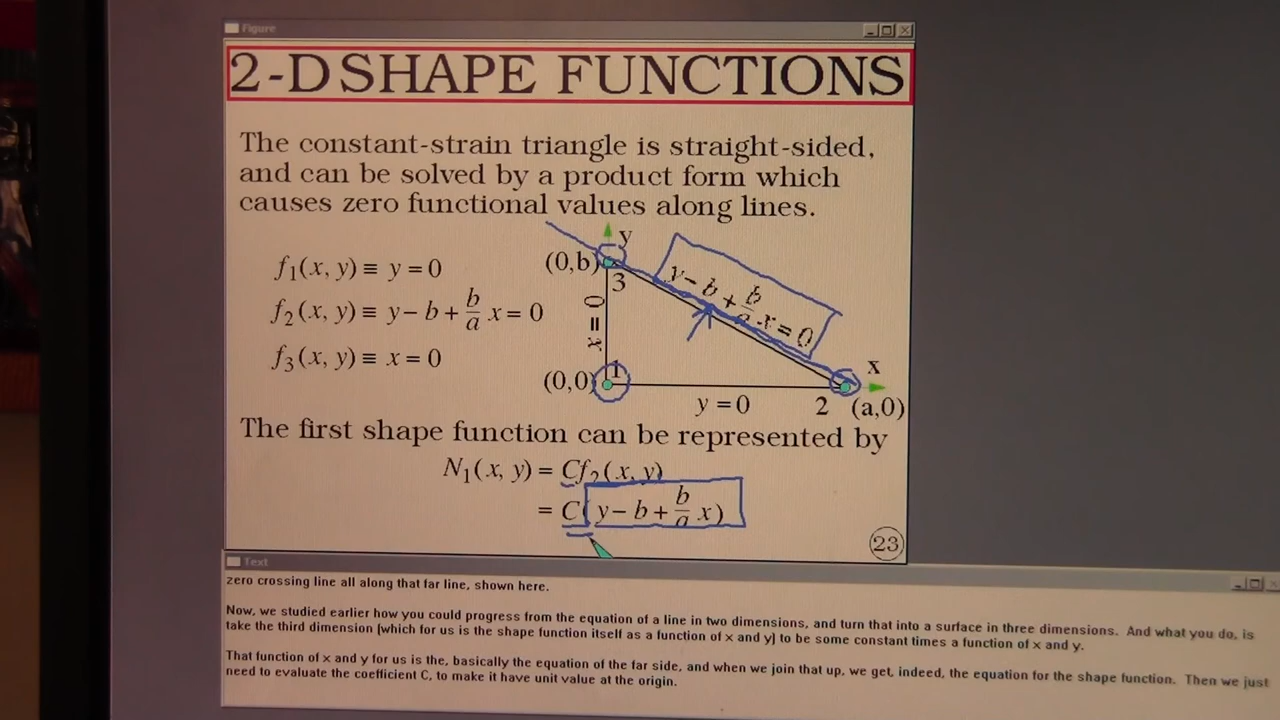 Figure
2-D SHAPE FUNCTIONS
The constant-strain triangle is straight-sided,
and can be solved by a product form which
causes zero functional values along lines.
f₁(x, y) ≡ y = 0
f₂(x, y) ≡ y− b + b/a x = 0
f₃(x, y) ≡ x = 0
y
(0,b)
3
y− b + b/a x = 0
x = 0
(0,0)
1
x
y = 0
2
(a,0)
The first shape function can be represented by
N₁(x, y) = Cf₂(x, y)
= C(y− b + b/a x)
23
Text
zero crossing line all along that far line, shown here.
Now, we studied earlier how you could progress from the equation of a line in two dimensions, and turn that into a surface in three dimensions. And what you do, is
take the third dimension (which for us is the shape function itself as a function of x and y) to be some constant times a function of x and y.
That function of x and y for us is the, basically the equation of the far side, and when we join that up, we get, indeed, the equation for the shape function. Then we just
need to evaluate the coefficient C, to make it have unit value at the origin.